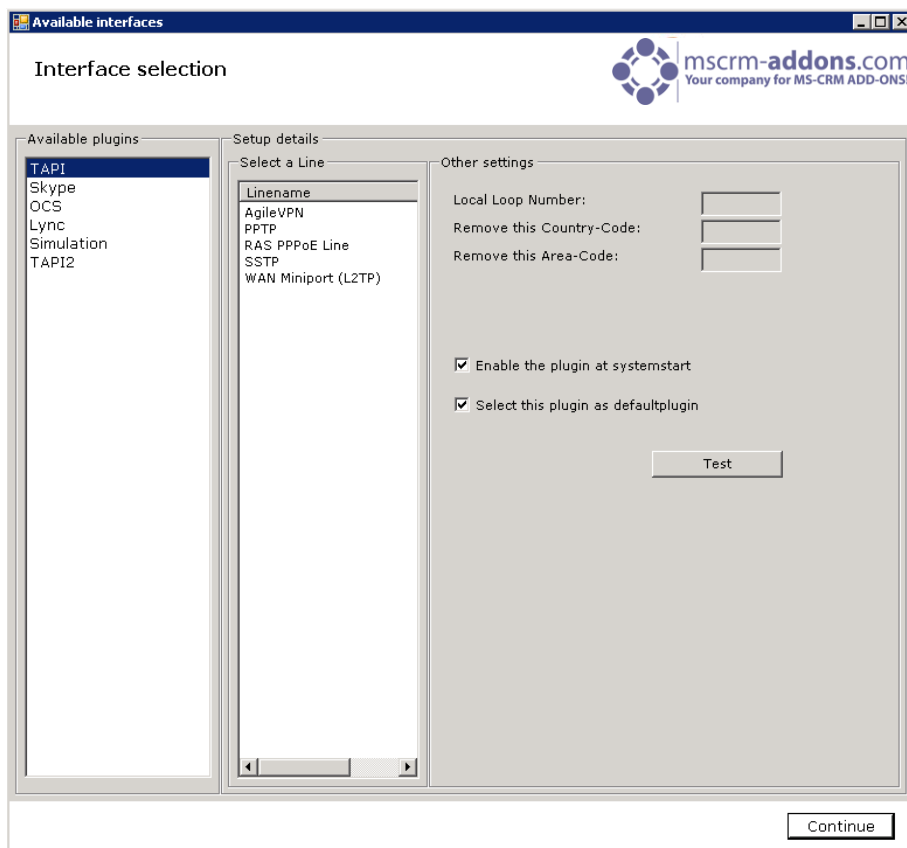 Available interfaces
Interface selection
mscrm-addons.com
Your company for MS-CRM ADD-ONS!
Available plugins
TAPI
Skype
OCS
Lync
Simulation
TAPI2
Setup details
Select a Line
Linename
AgileVPN
PPTP
RAS PPPoE Line
SSTP
WAN Miniport (L2TP)
Other settings
Local Loop Number:
Remove this Country-Code:
Remove this Area-Code:
Enable the plugin at systemstart
Select this plugin as defaultplugin
Test
Continue